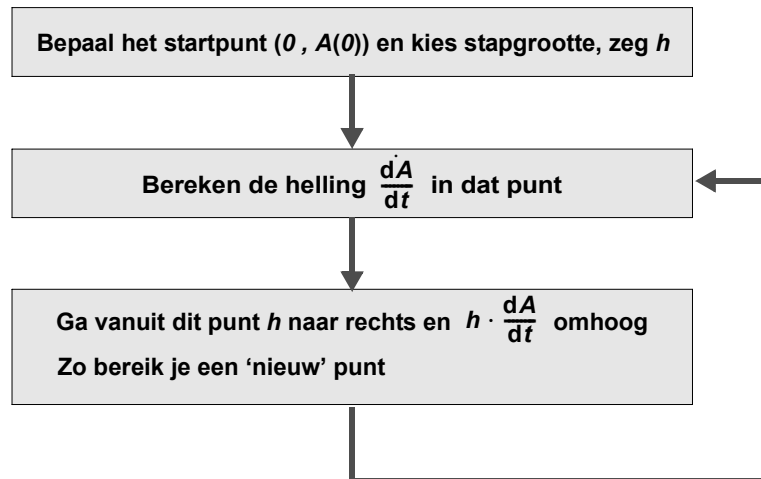 Bepaal het startpunt (0 , A(0)) en kies stapgrootte, zeg h
Bereken de helling dA/dt in dat punt
Ga vanuit dit punt h naar rechts en h · dA/dt omhoog
Zo bereik je een ‘nieuw’ punt